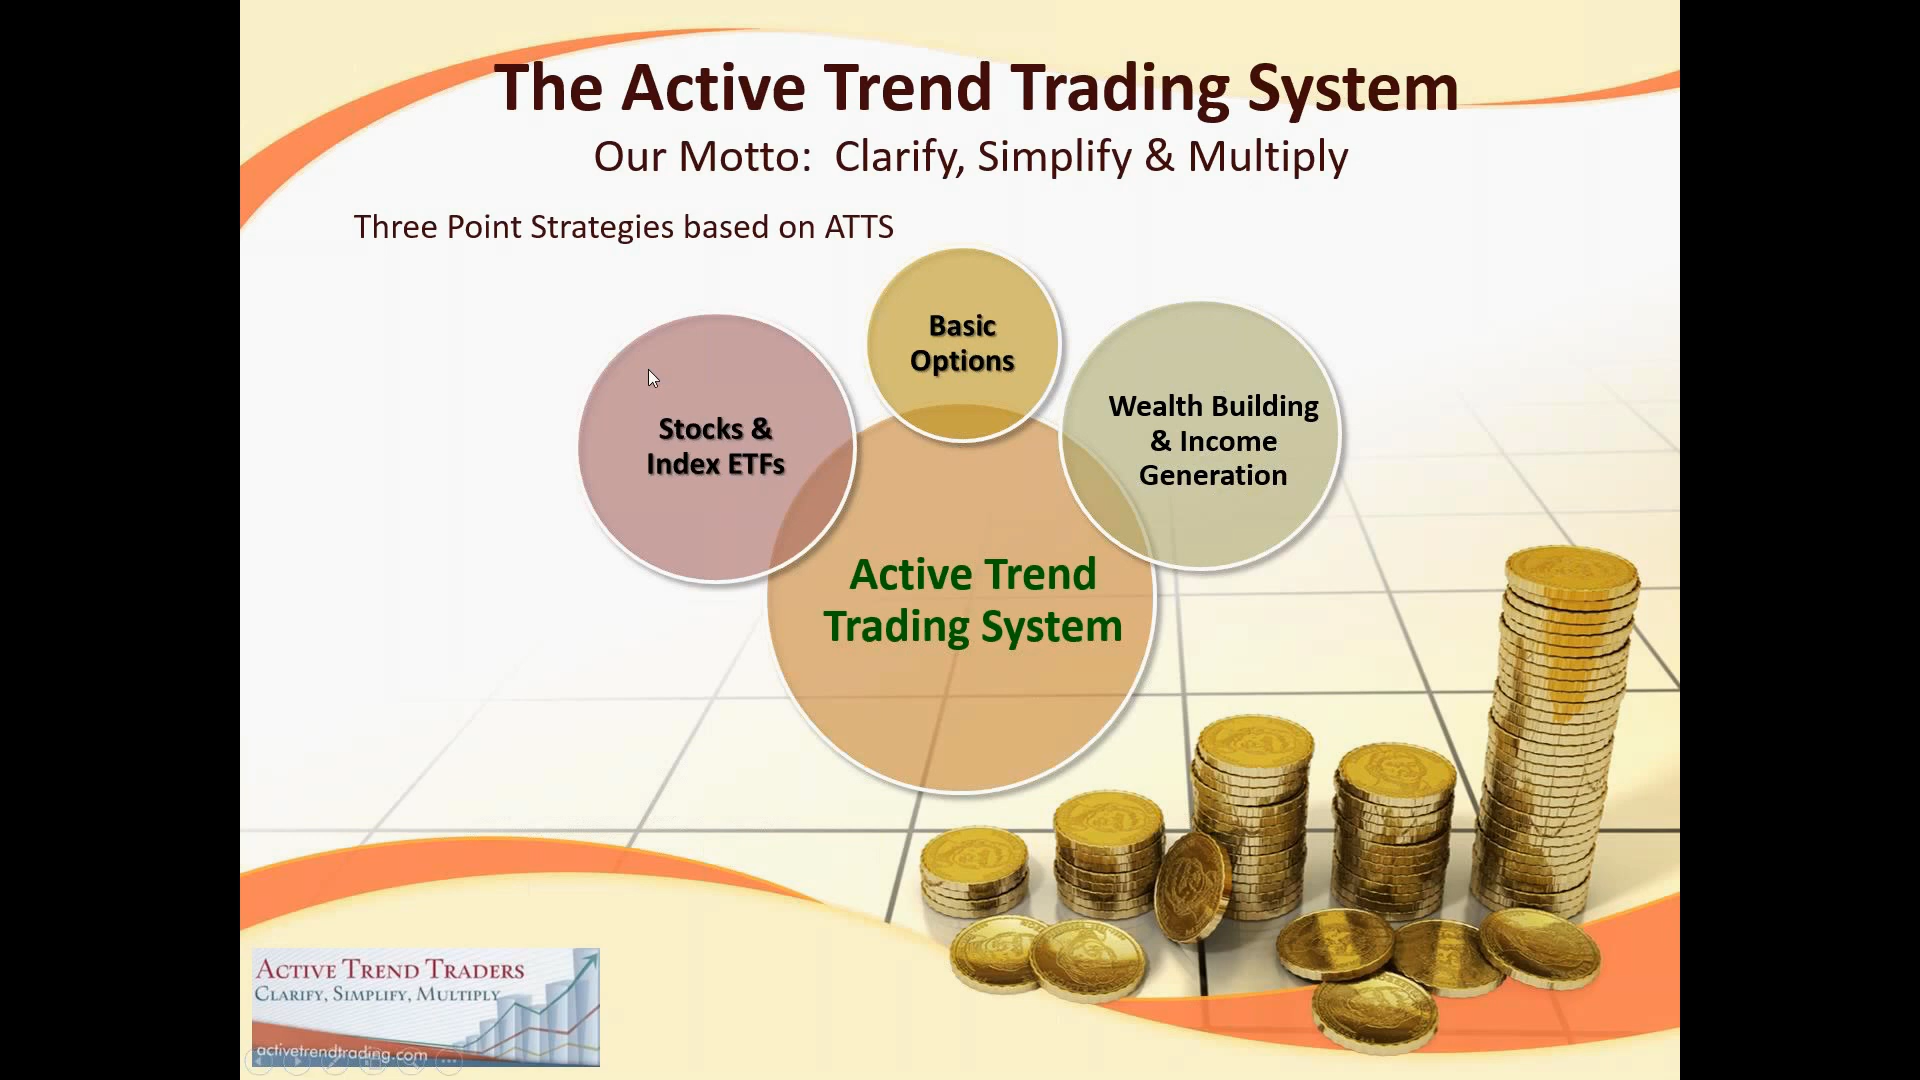 The Active Trend Trading System
Our Motto:  Clarify, Simplify & Multiply
Three Point Strategies based on ATTS
Basic
Options
Stocks &
Index ETFs
Wealth Building
& Income
Generation
Active Trend
Trading System
Active Trend Traders
Clarify, Simplify, Multiply
activetrendtrading.com